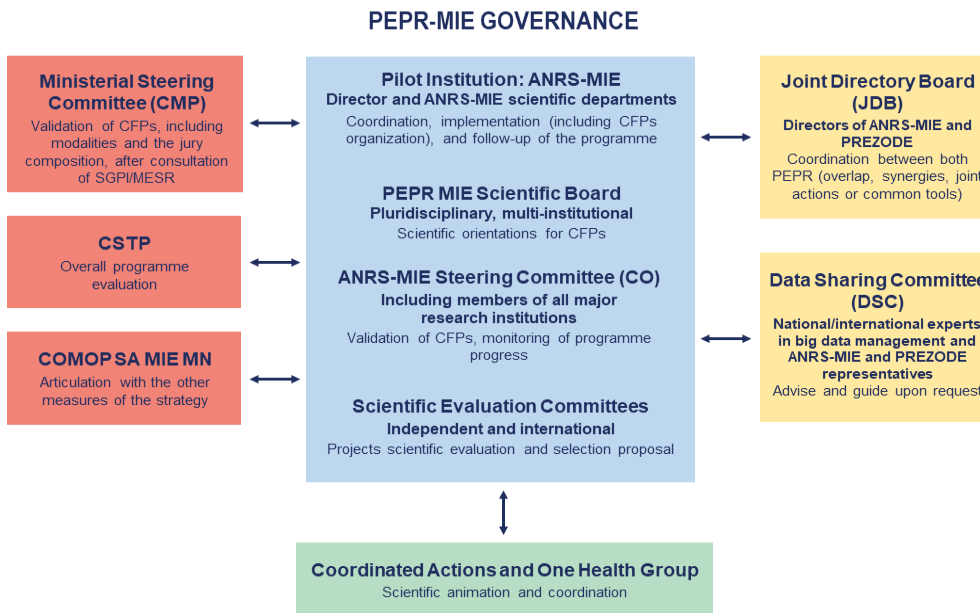 PEPR-MIE GOVERNANCE
Ministerial Steering
Committee (CMP)
Validation of CFPs, including
modalities and the jury
composition, after consultation
of SGPI/MESR
CSTP
Overall programme
evaluation
COMOP SA MIE MN
Articulation with the other
measures of the strategy
Pilot Institution: ANRS-MIE
Director and ANRS-MIE scientific departments
Coordination, implementation (including CFPs
organization), and follow-up of the programme
PEPR MIE Scientific Board
Pluridisciplinary, multi-institutional
Scientific orientations for CFPs
ANRS-MIE Steering Committee (CO)
Including members of all major
research institutions
Validation of CFPs, monitoring of programme
progress
Scientific Evaluation Committees
Independent and international
Projects scientific evaluation and selection proposal
Joint Directory Board
(JDB)
Directors of ANRS-MIE and
PREZODE
Coordination between both
PEPR (overlap, synergies, joint
actions or common tools)
Data Sharing Committee
(DSC)
National/international experts
in big data management and
ANRS-MIE and PREZODE
representatives
Advise and guide upon request
Coordinated Actions and One Health Group
Scientific animation and coordination